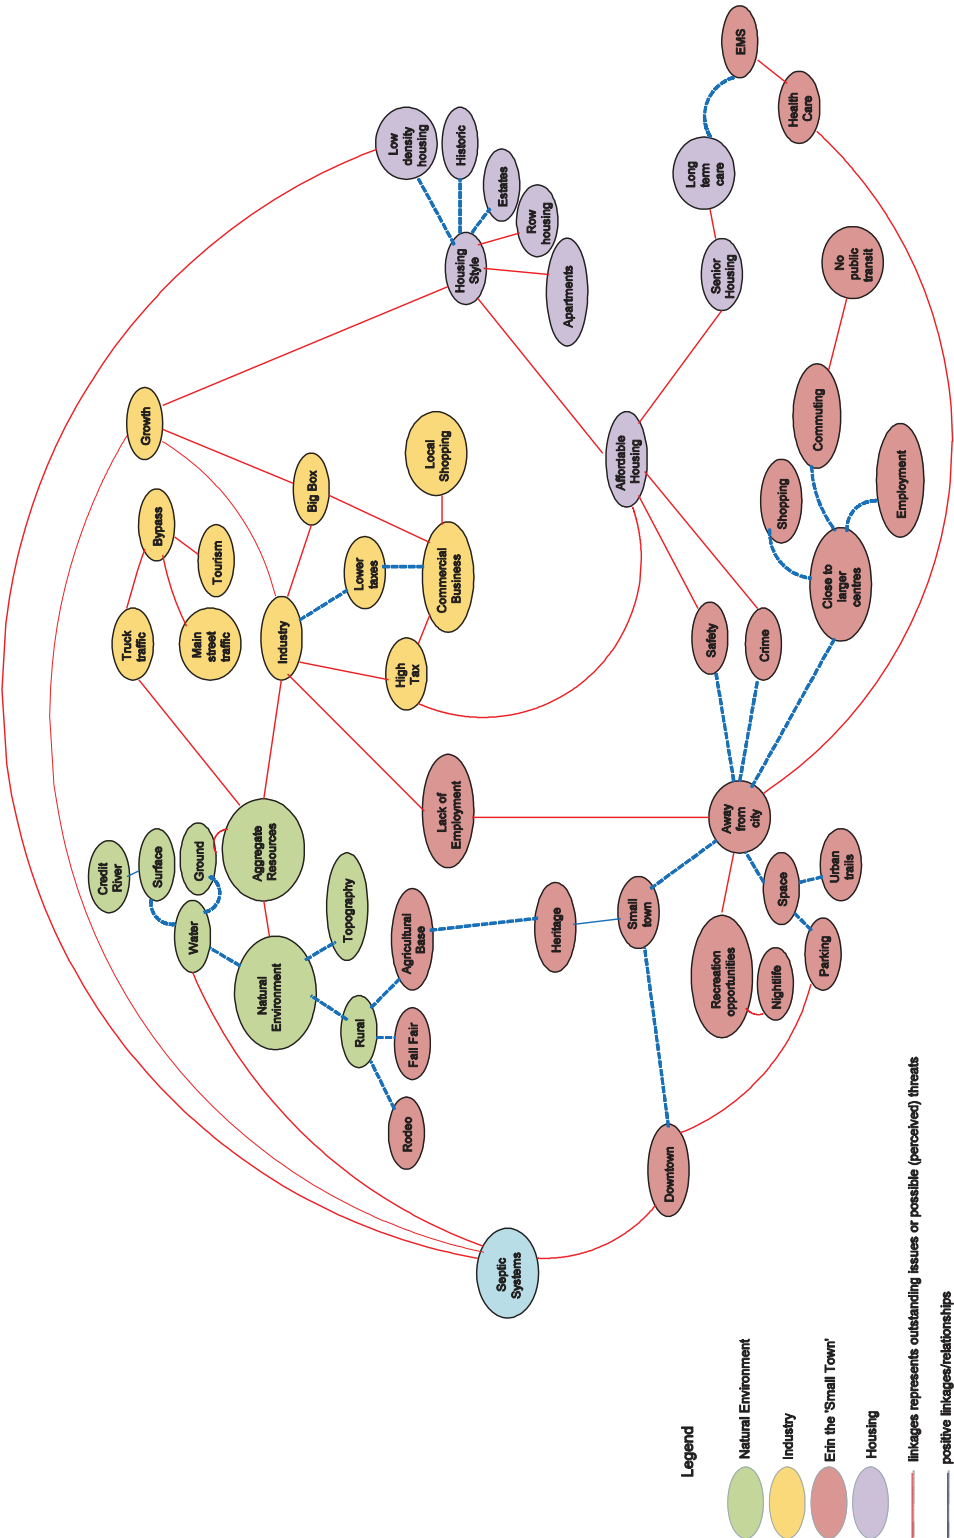 EMS
Health
Care
Low
density
housing
Historic
Estates
Row
housing
Apartments
Housing
Style
Long
term
care
Senior
Housing
No
public
transit
Growth
Bypass
Tourism
Truck
traffic
Main
street
traffic
Big Box
Local
Shopping
Lower
taxes
Commercial
Business
Industry
High
Tax
Affordable
Housing
Commuting
Shopping
Employment
Close to
larger
centres
Safety
Crime
Credit
River
Surface
Ground
Water
Aggregate
Resources
Natural
Environment
Topography
Rural
Agricultural
Base
Fall Fair
Rodeo
Lack of
Employment
Heritage
Small
town
Away
from
city
Space
Urban
trails
Parking
Recreation
opportunities
Nightlife
Downtown
Septic
Systems
Legend
Natural Environment
Industry
Erin the 'Small Town'
Housing
linkages represents outstanding issues or possible (perceived) threats
positive linkages/relationships